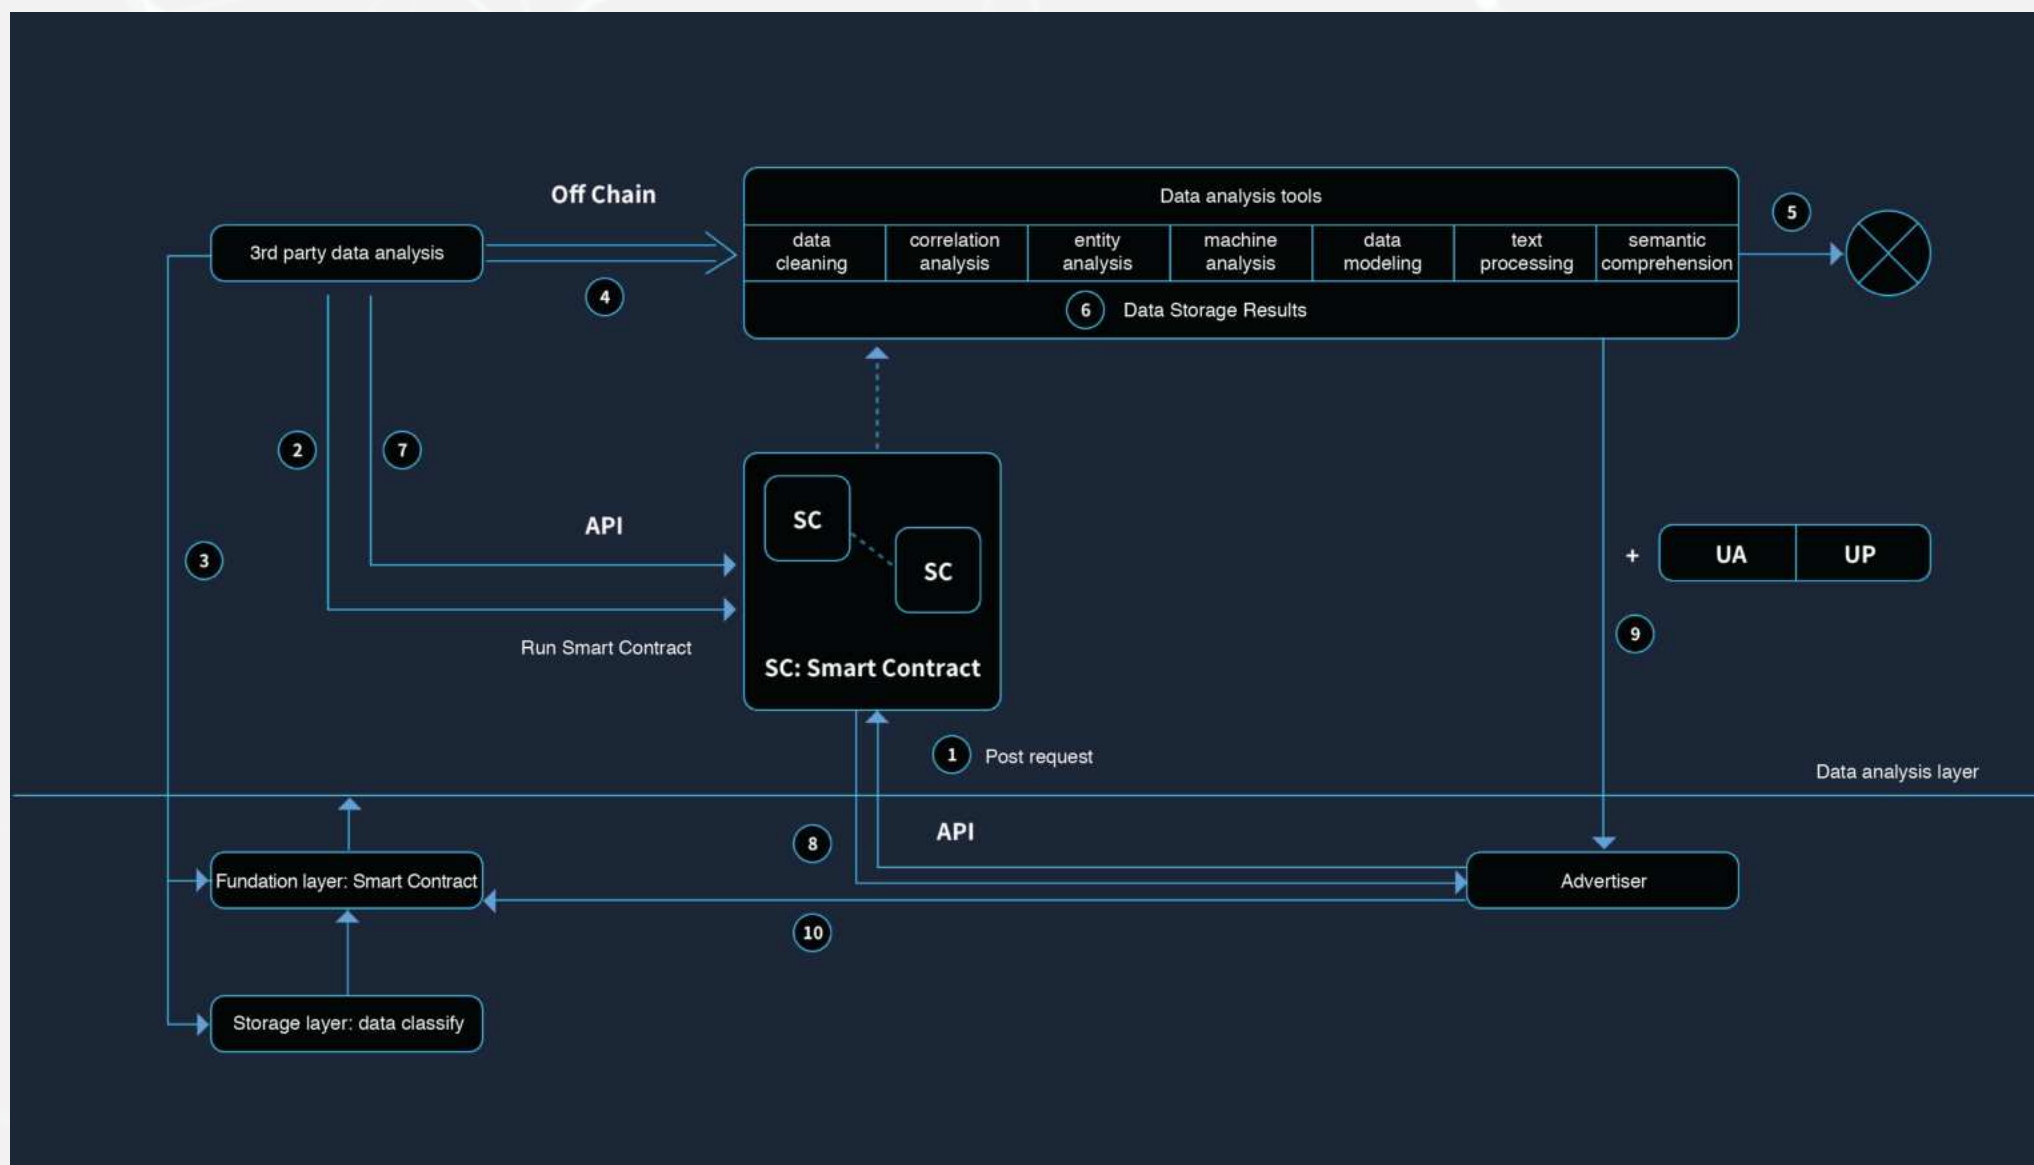 Off Chain
Data analysis tools
5
3rd party data analysis
data
cleaning
correlation
analysis
entity
analysis
machine
analysis
data
modeling
text
processing
semantic
comprehension
4
6 Data Storage Results
2
7
API
SC
SC
3
+
UA
UP
9
Run Smart Contract
SC: Smart Contract
1 Post request
Data analysis layer
8
API
Fundation layer: Smart Contract
Advertiser
10
Storage layer: data classify